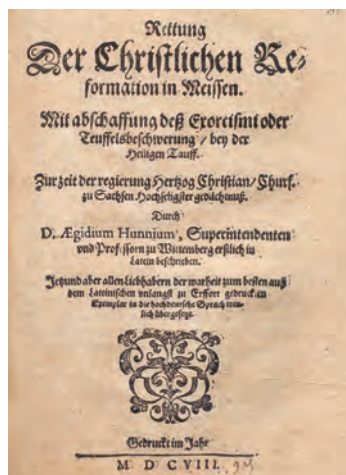 Rettung
Der Christlichen Re-
formation in Meissen.
Mit abschaffung deß Exorcismi oder
Teuffelsbeschwerung / bey der
Heiligen Tauff.
Zur zeit der regierung Hertzog Christian / Churf.
zu Sachsen Hochseligster gedächtnuß.
Durch
D. Ægidium Hunnium, Superintendenten
vnd Professorn zu Wittemberg erstlich in
Latein beschrieben.
Jetzund aber allen Liebhabern der warheit zum besten auß
dem Lateinischen vnlangst zu Erffort gedrucktem
Exemplar in die hochdeutsche Sprach trew-
lich übergesetzt.
Gedruckt im Jahr
M D CVIII.